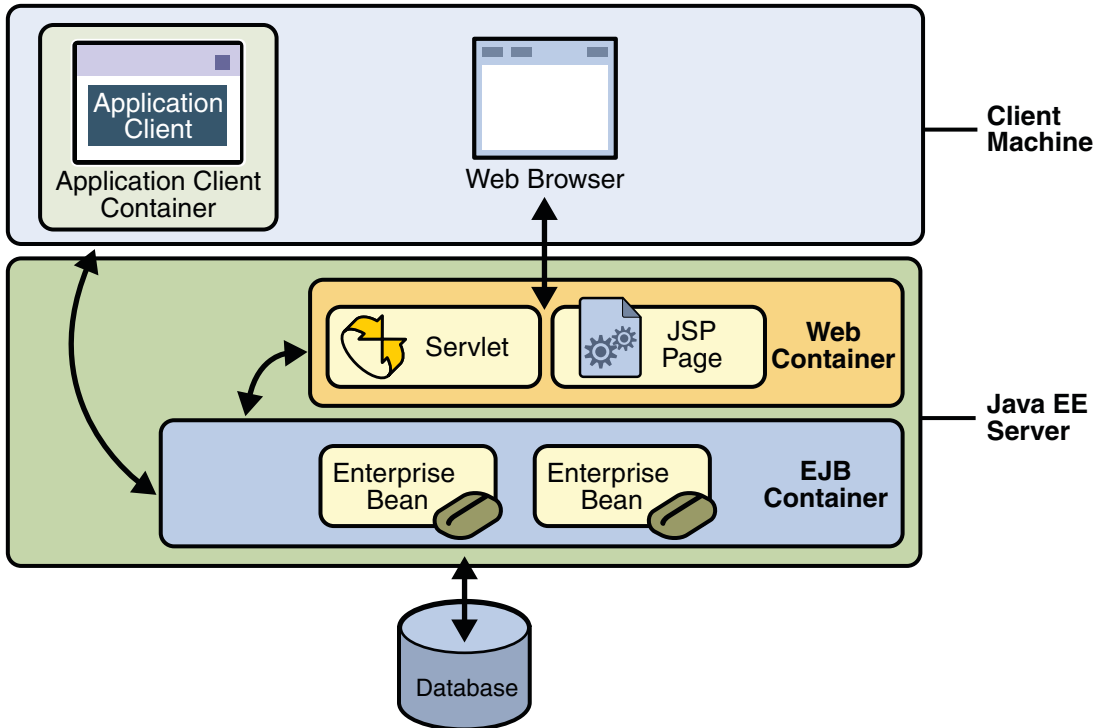 Application
Client
Application Client
Container
Web Browser
Client
Machine
Servlet
JSP
Page
Web
Container
Java EE
Server
Enterprise
Bean
Enterprise
Bean
EJB
Container
Database